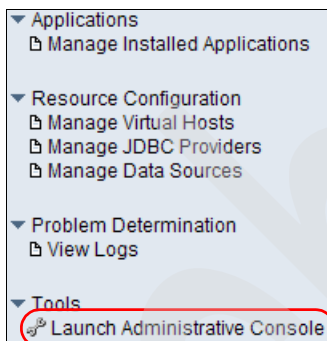 Applications
Manage Installed Applications
Resource Configuration
Manage Virtual Hosts
Manage JDBC Providers
Manage Data Sources
Problem Determination
View Logs
Tools
Launch Administrative Console